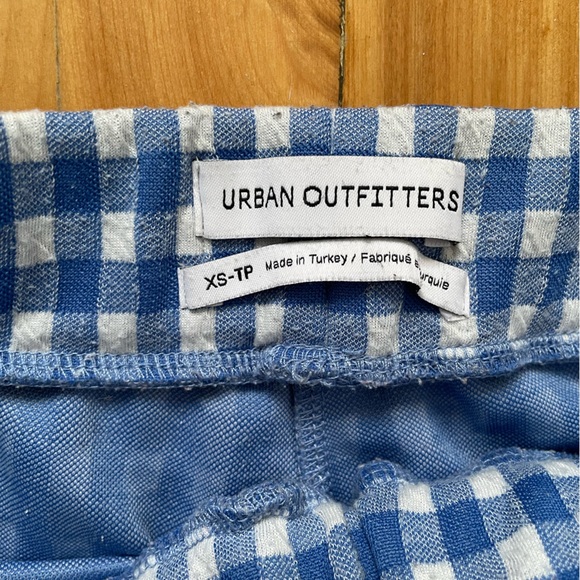 URBAN OUTFITTERS
XS-TP Made in Turkey / Fabriqué